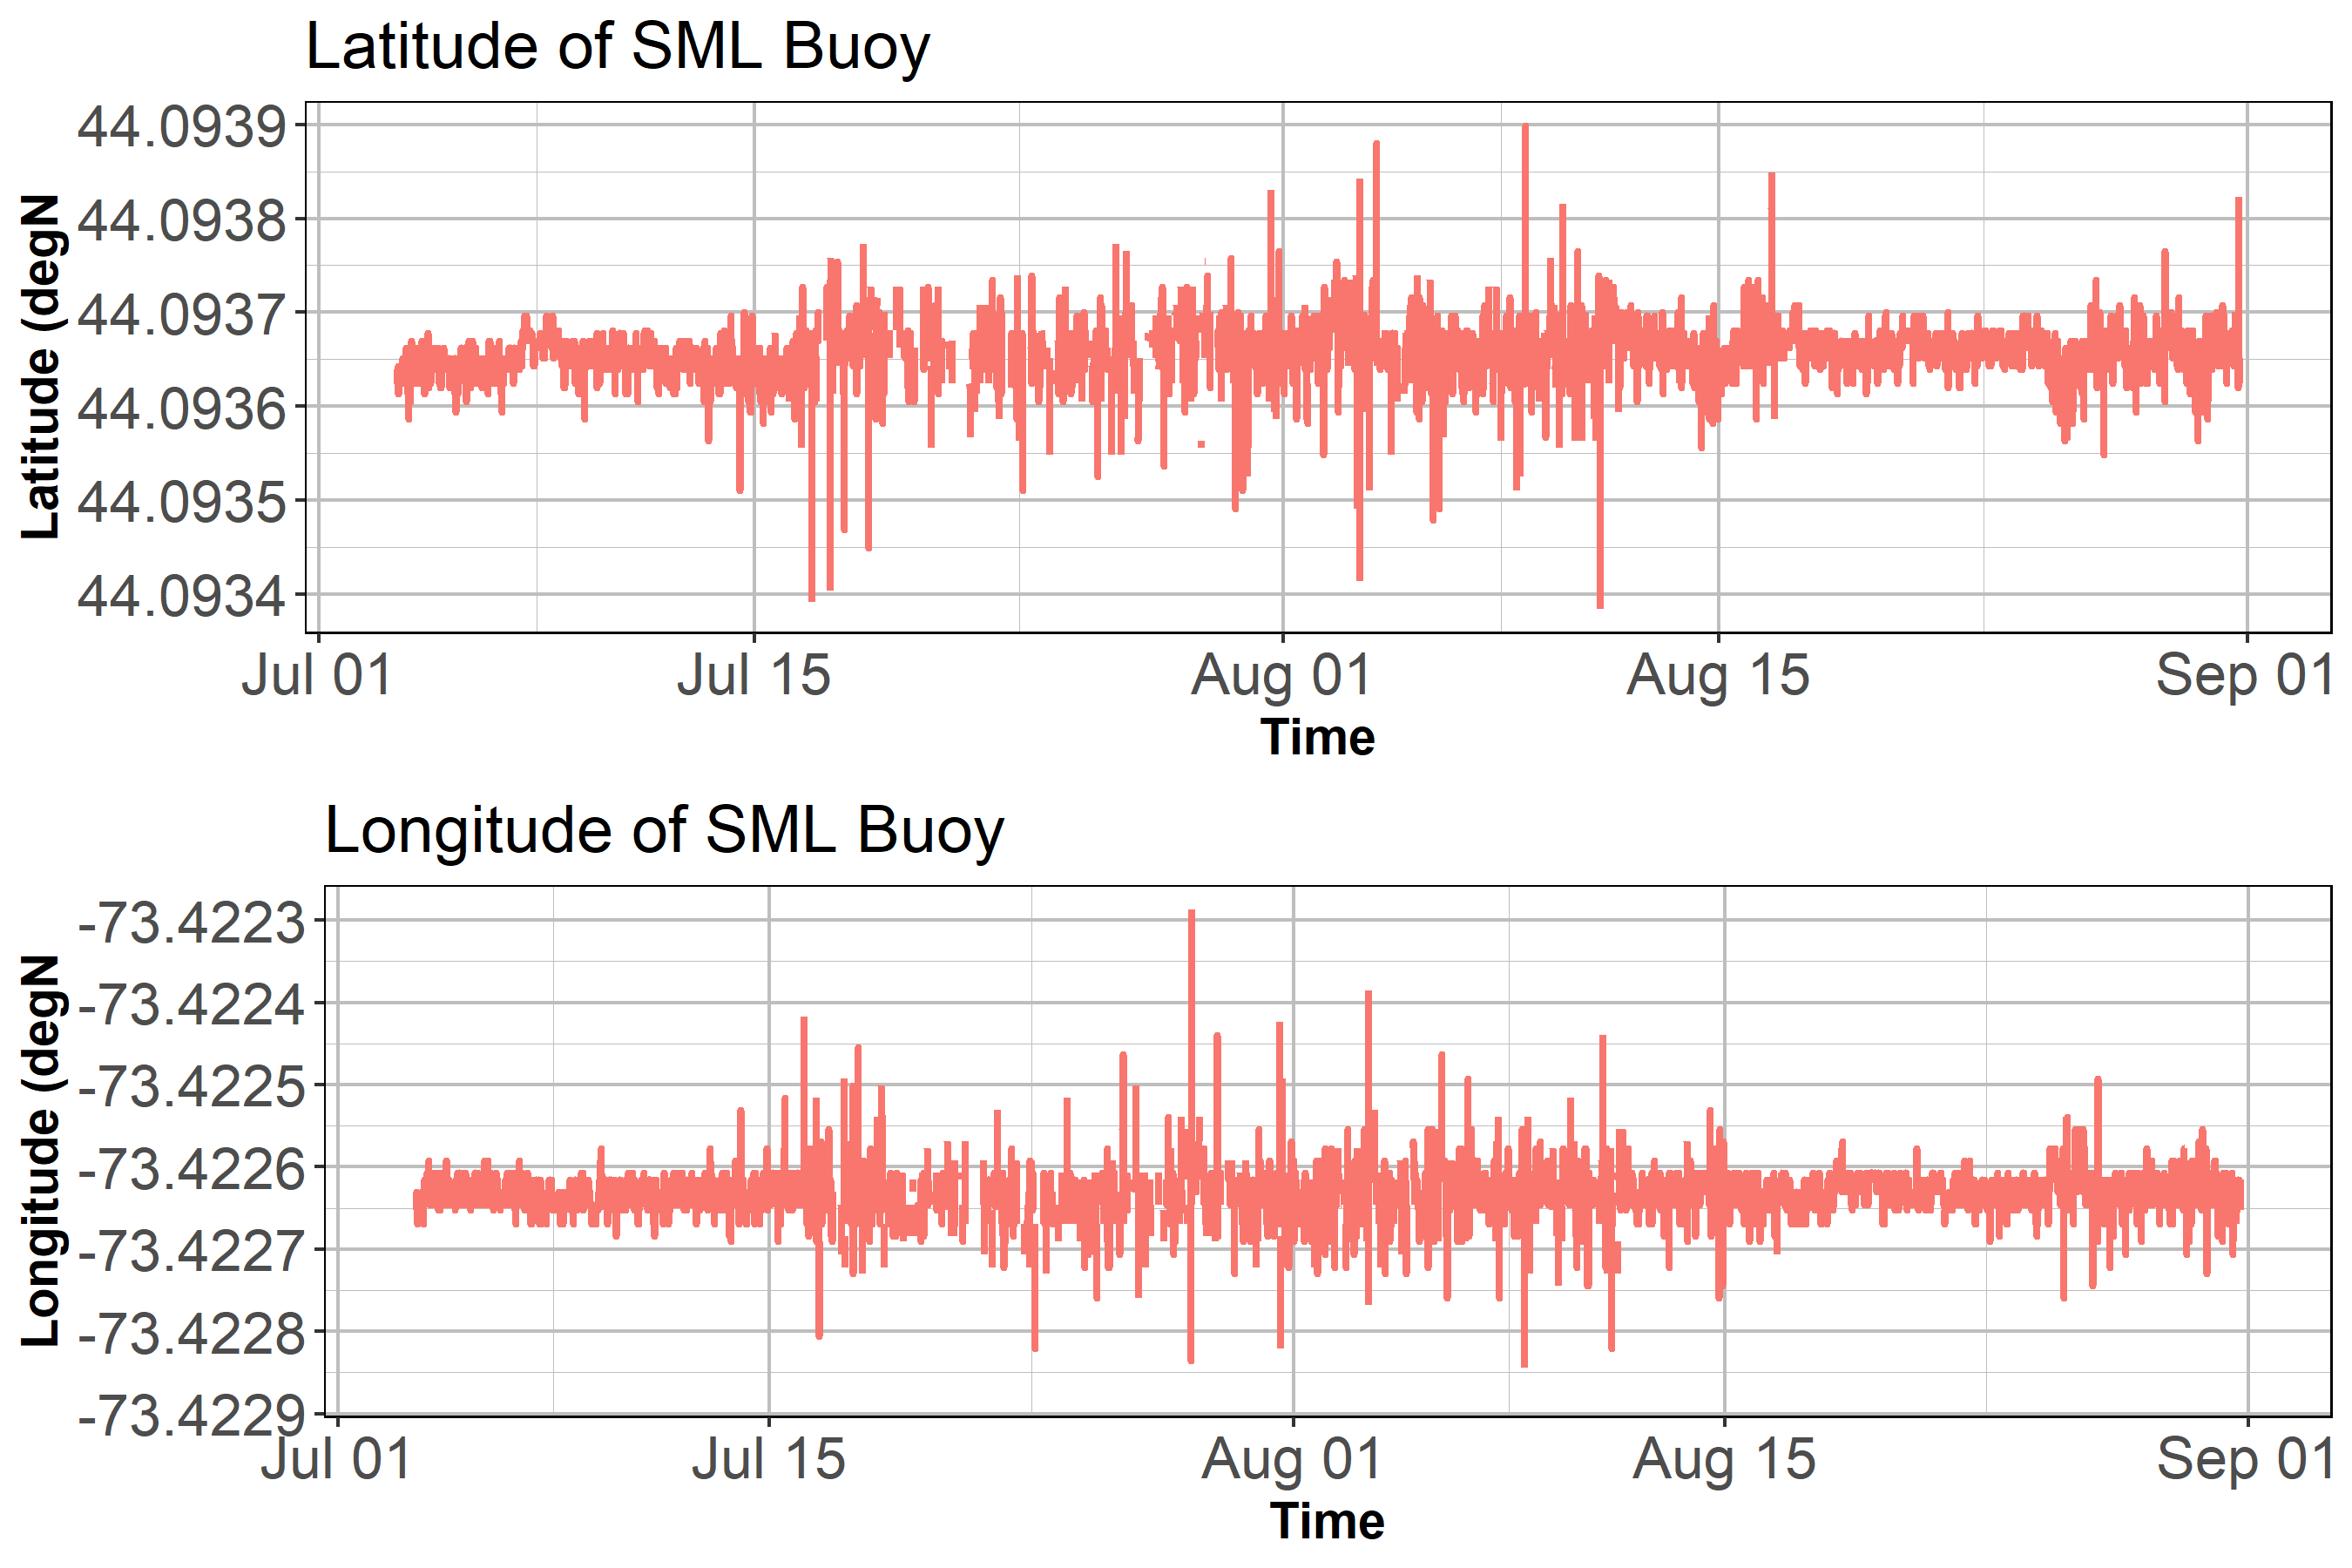 Latitude of SML Buoy
Latitude (degN
44.0939
44.0938
44.0937
44.0936
44.0935
44.0934
Jul 01 Jul 15 Aug 01 Aug 15 Sep 01
Time
Longitude of SML Buoy
Longitude (degN
-73.4223
-73.4224
-73.4225
-73.4226
-73.4227
-73.4228
-73.4229
Jul 01 Jul 15 Aug 01 Aug 15 Sep 01
Time